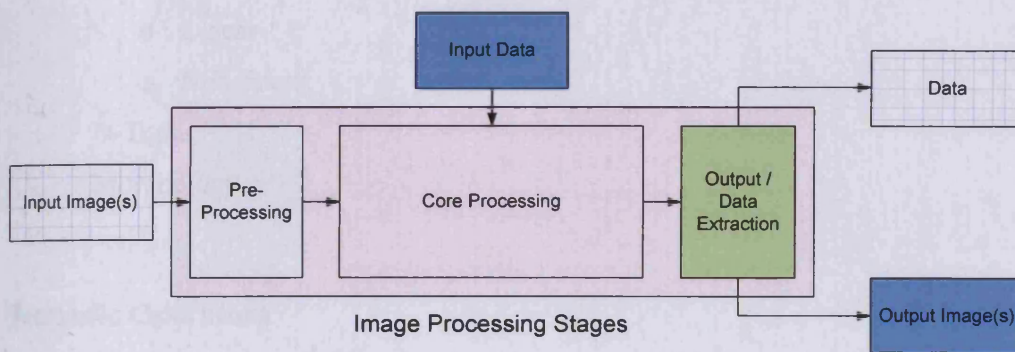 Input Data
Data
Input Image(s)
Pre-
Processing
Core Processing
Output /
Data
Extraction
Output Image(s)
Image Processing Stages